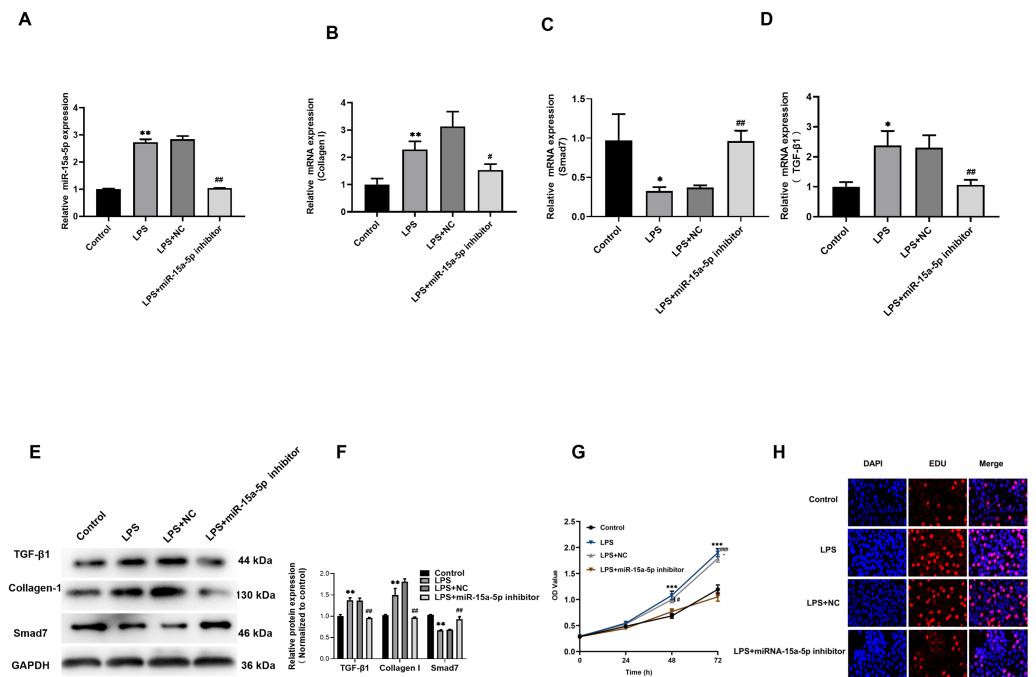 A
Relative miR-15a-5p expression
4
3
2
1
0
**
##
Control
LPS
LPS+NC
LPS+miR-15a-5p inhibitor
B
Relative mRNA expression
(Collagen I)
4
3
2
1
0
**
#
Control
LPS
LPS+NC
LPS+miR-15a-5p inhibitor
C
Relative mRNA expression
(Smad7)
1.5
1.0
0.5
0.0
*
##
Control
LPS
LPS+NC
LPS+miR-15a-5p inhibitor
D
Relative mRNA expression
( TGF-β1 )
4
3
2
1
0
*
##
Control
LPS
LPS+NC
LPS+miR-15a-5p inhibitor
E
Control
LPS
LPS+NC
LPS+miR-15a-5p inhibitor
TGF-β1
44 kDa
Collagen-1
130 kDa
Smad7
46 kDa
GAPDH
36 kDa
F
Relative protein expression
( Normalized to control)
2.0
1.5
1.0
0.5
0.0
**
##
**
##
**
##
Control
LPS
LPS+NC
LPS+miR-15a-5p inhibitor
TGF-β1
Collagen I
Smad7
G
Control
LPS
LPS+NC
LPS+miR-15a-5p inhibitor
OD Value
2.5
2.0
1.5
1.0
0.5
0.0
***
#
***
0
24
48
72
Time (h)
H
DAPI
EDU
Merge
Control
LPS
LPS+NC
LPS+miRNA-15a-5p inhibitor